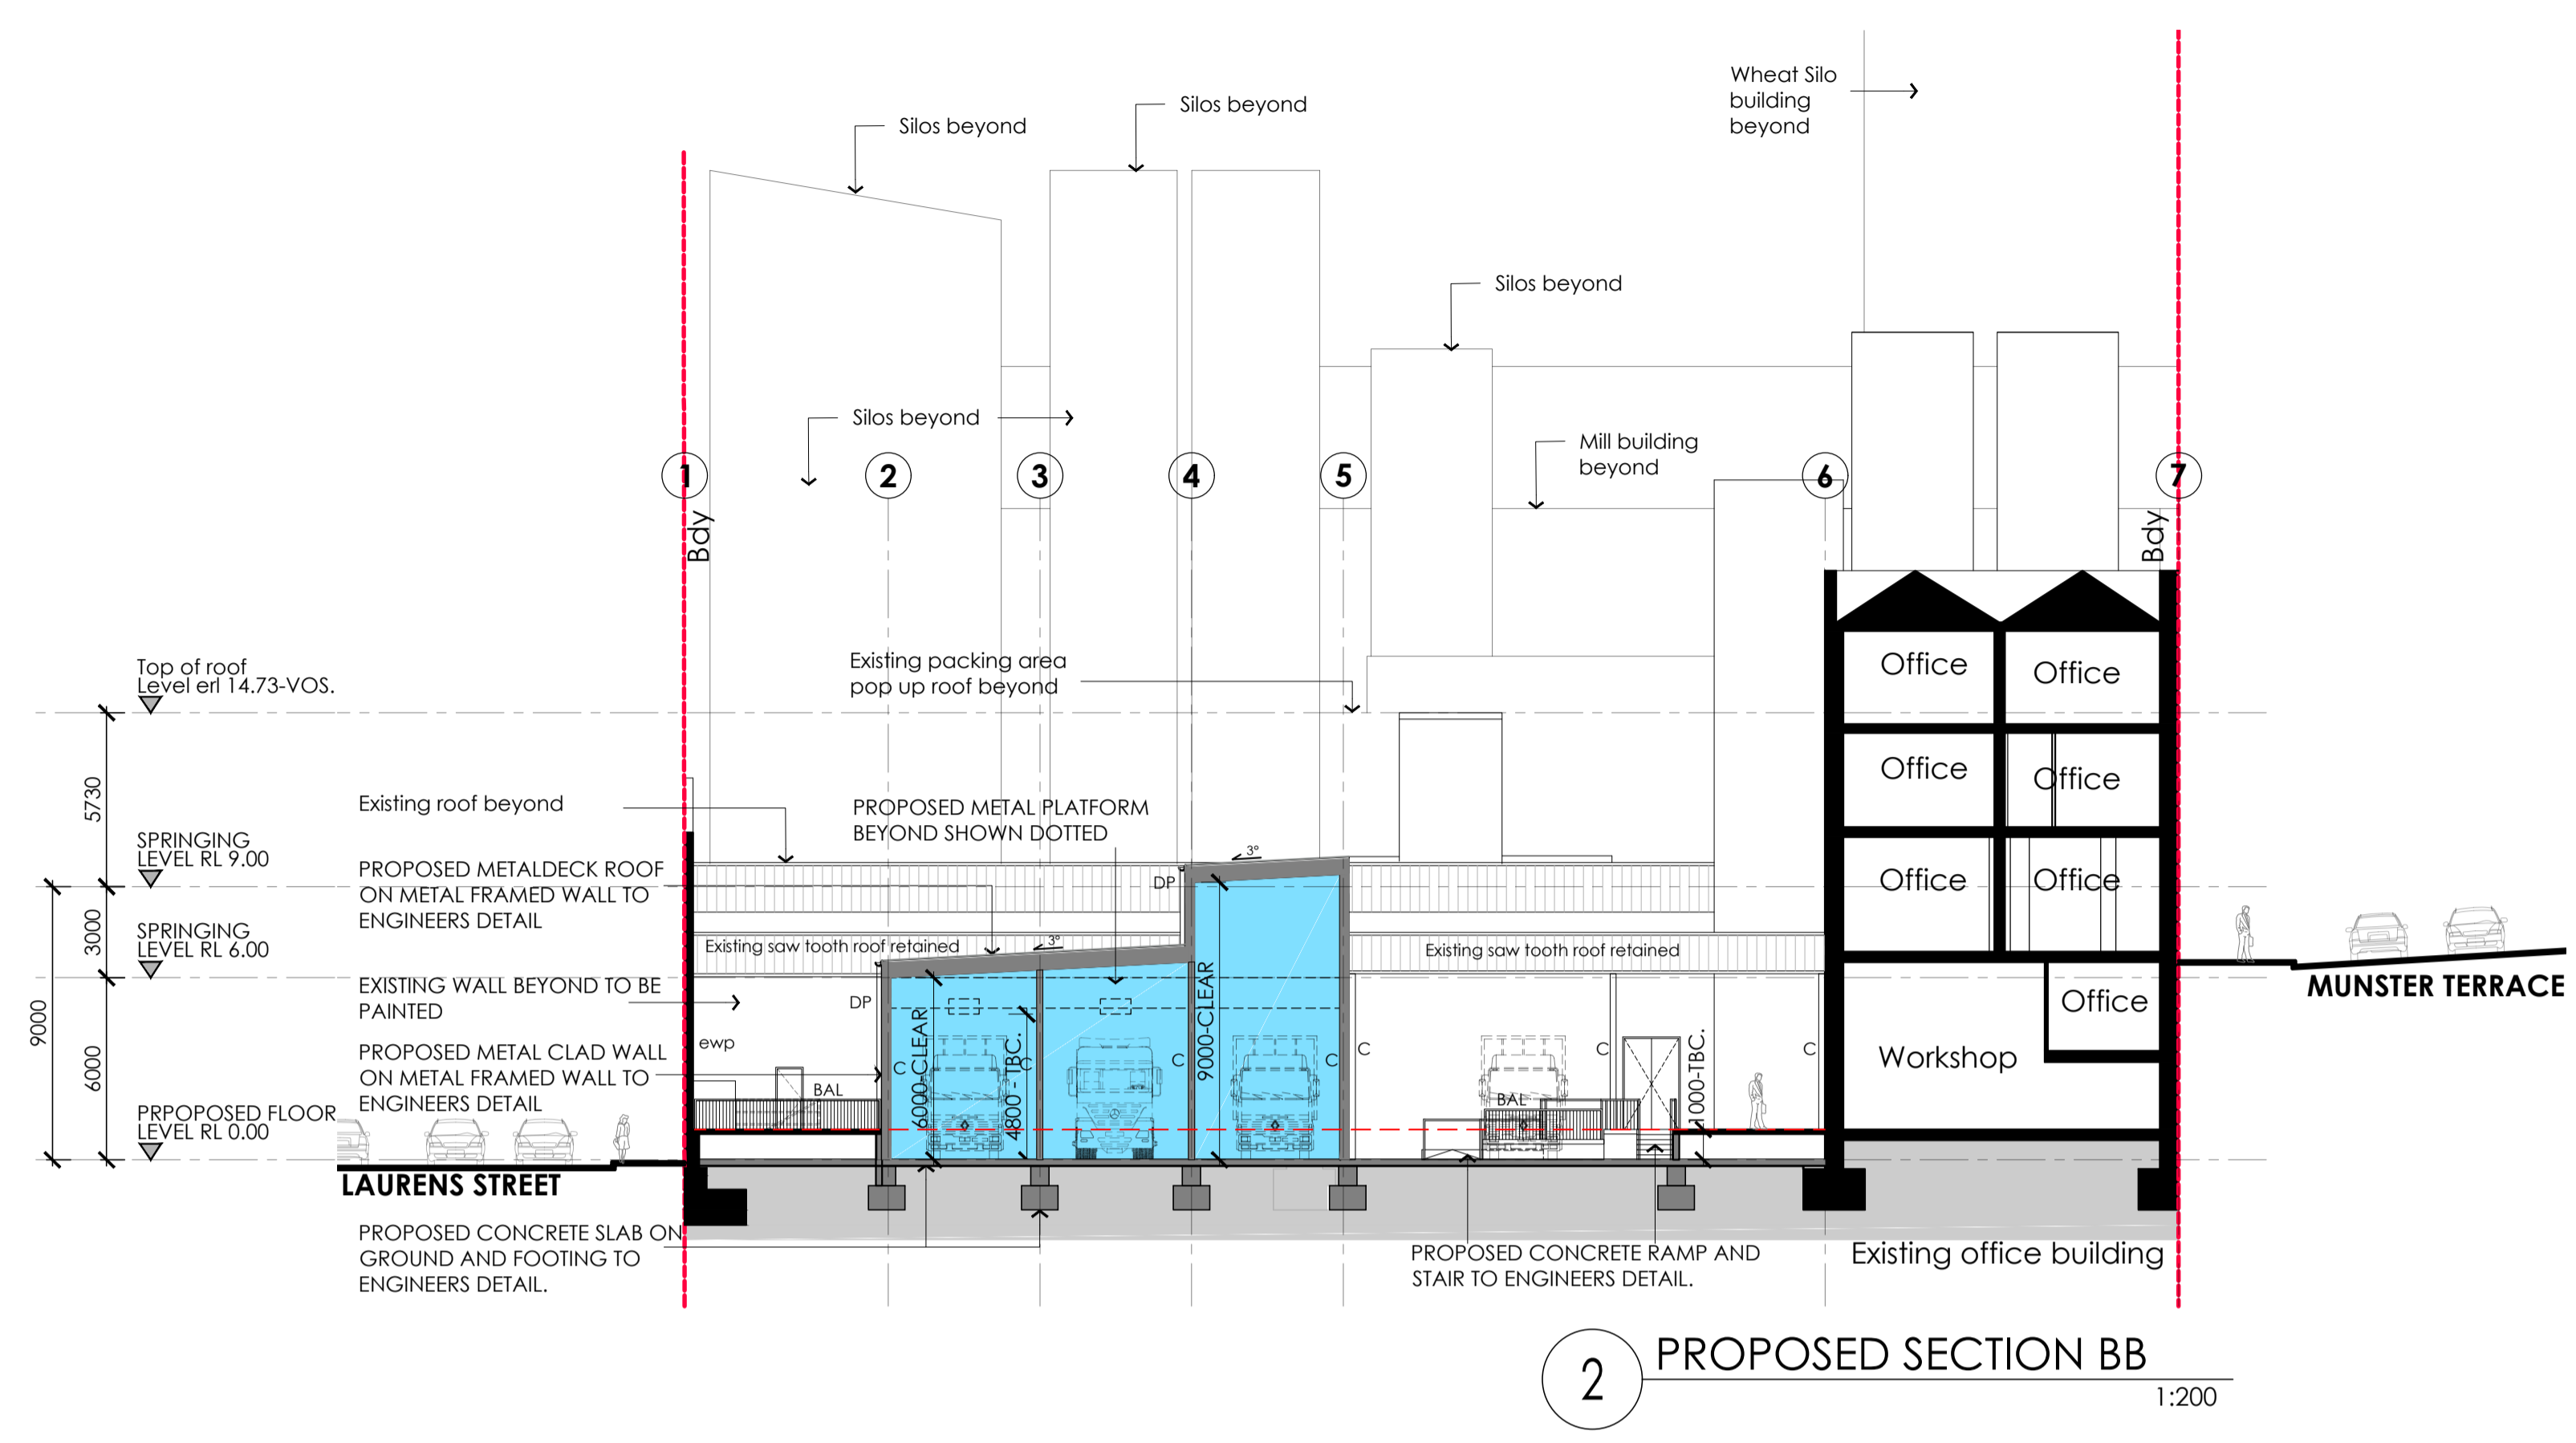 Wheat Silo
building
beyond
Silos beyond
Silos beyond
Silos beyond
Silos beyond
Mill building
beyond
1
2
3
4
5
6
7
Bdy
Bdy
Top of roof
Level erl 14.73-VOS.
Existing packing area
pop up roof beyond
Office
Office
5730
Office
Office
Existing roof beyond
PROPOSED METAL PLATFORM
BEYOND SHOWN DOTTED
SPRINGING
LEVEL RL 9.00
3°
PROPOSED METALDECK ROOF
ON METAL FRAMED WALL TO
ENGINEERS DETAIL
DP
Office
Office
3000
SPRINGING
LEVEL RL 6.00
Existing saw tooth roof retained
3°
Existing saw tooth roof retained
EXISTING WALL BEYOND TO BE
PAINTED
DP
Office
MUNSTER TERRACE
9000
6000
ewp
PROPOSED METAL CLAD WALL
ON METAL FRAMED WALL TO
ENGINEERS DETAIL
BAL
C
6000-CLEAR
4800 - TBC.
C
C
9000-CLEAR
C
C
C
C
BAL
1000-TBC.
Workshop
PRPOPOSED FLOOR
LEVEL RL 0.00
LAURENS STREET
PROPOSED CONCRETE SLAB ON
GROUND AND FOOTING TO
ENGINEERS DETAIL.
PROPOSED CONCRETE RAMP AND
STAIR TO ENGINEERS DETAIL.
Existing office building
2
PROPOSED SECTION BB
1:200